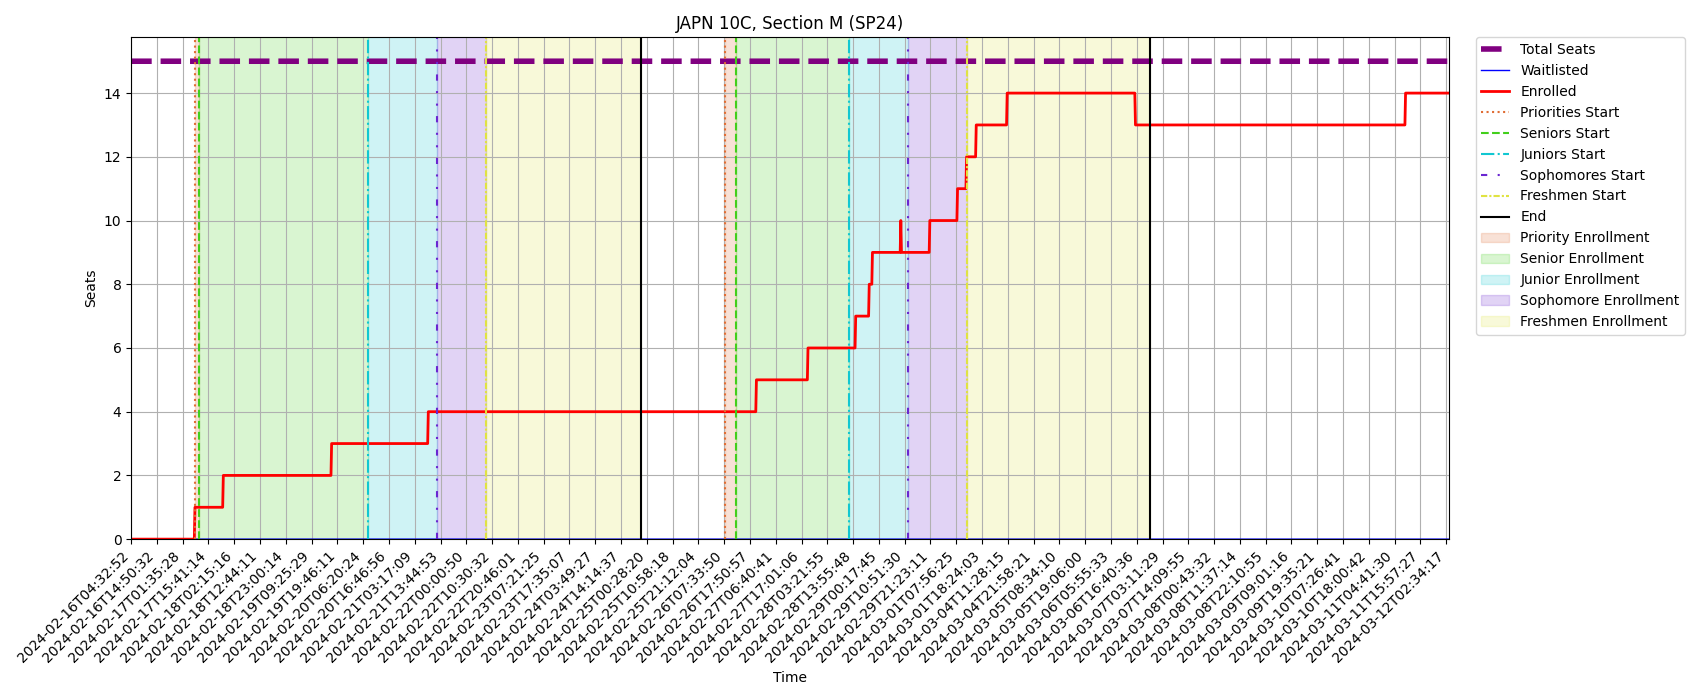 JAPN 10C, Section M (SP24)
Seats
0
2
4
6
8
10
12
14
2024-02-16T04:32:52
2024-02-16T14:50:32
2024-02-17T01:35:28
2024-02-17T15:41:14
2024-02-18T02:15:16
2024-02-18T12:44:11
2024-02-18T23:00:14
2024-02-19T09:25:29
2024-02-19T19:46:11
2024-02-20T06:20:24
2024-02-20T16:46:56
2024-02-21T03:17:09
2024-02-21T13:44:53
2024-02-22T00:00:50
2024-02-22T10:30:32
2024-02-22T20:46:01
2024-02-23T07:21:25
2024-02-23T17:35:07
2024-02-24T03:49:27
2024-02-24T14:14:37
2024-02-25T00:28:20
2024-02-25T10:58:18
2024-02-25T21:12:04
2024-02-26T07:33:50
2024-02-26T17:50:57
2024-02-27T06:40:41
2024-02-27T17:01:06
2024-02-28T03:21:55
2024-02-28T13:55:48
2024-02-29T00:17:45
2024-02-29T10:51:30
2024-02-29T21:23:11
2024-03-01T07:56:25
2024-03-01T18:24:03
2024-03-04T11:28:15
2024-03-04T21:58:21
2024-03-05T08:34:10
2024-03-05T19:06:00
2024-03-06T05:55:33
2024-03-06T16:40:36
2024-03-07T03:11:29
2024-03-07T14:09:55
2024-03-08T00:43:32
2024-03-08T11:37:14
2024-03-08T22:10:55
2024-03-09T09:01:16
2024-03-09T19:35:21
2024-03-10T07:26:41
2024-03-10T18:00:42
2024-03-11T04:41:30
2024-03-11T15:57:27
2024-03-12T02:34:17
Time
Total Seats
Waitlisted
Enrolled
Priorities Start
Seniors Start
Juniors Start
Sophomores Start
Freshmen Start
End
Priority Enrollment
Senior Enrollment
Junior Enrollment
Sophomore Enrollment
Freshmen Enrollment